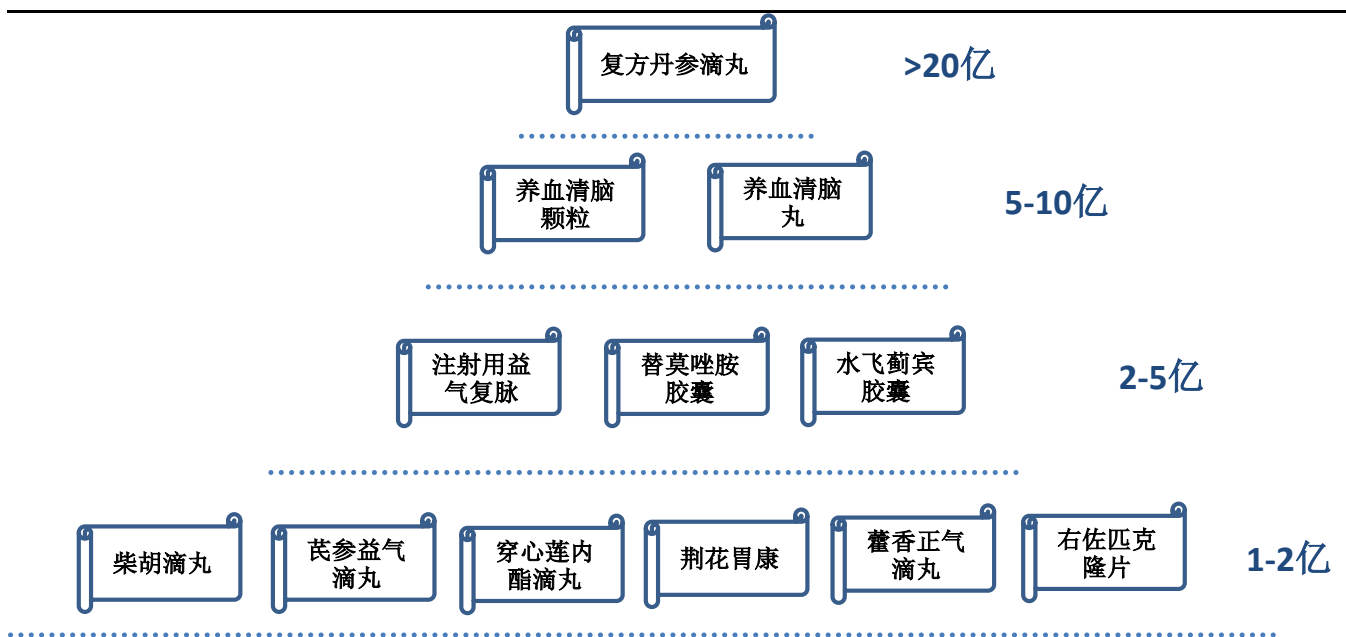 复方丹参滴丸
>20亿
养血清脑
颗粒
养血清脑
丸
5-10亿
注射用益
气复脉
替莫唑胺
胶囊
水飞蓟宾
胶囊
2-5亿
柴胡滴丸
芪参益气
滴丸
穿心莲内
酯滴丸
荆花胃康
藿香正气
滴丸
右佐匹克
隆片
1-2亿